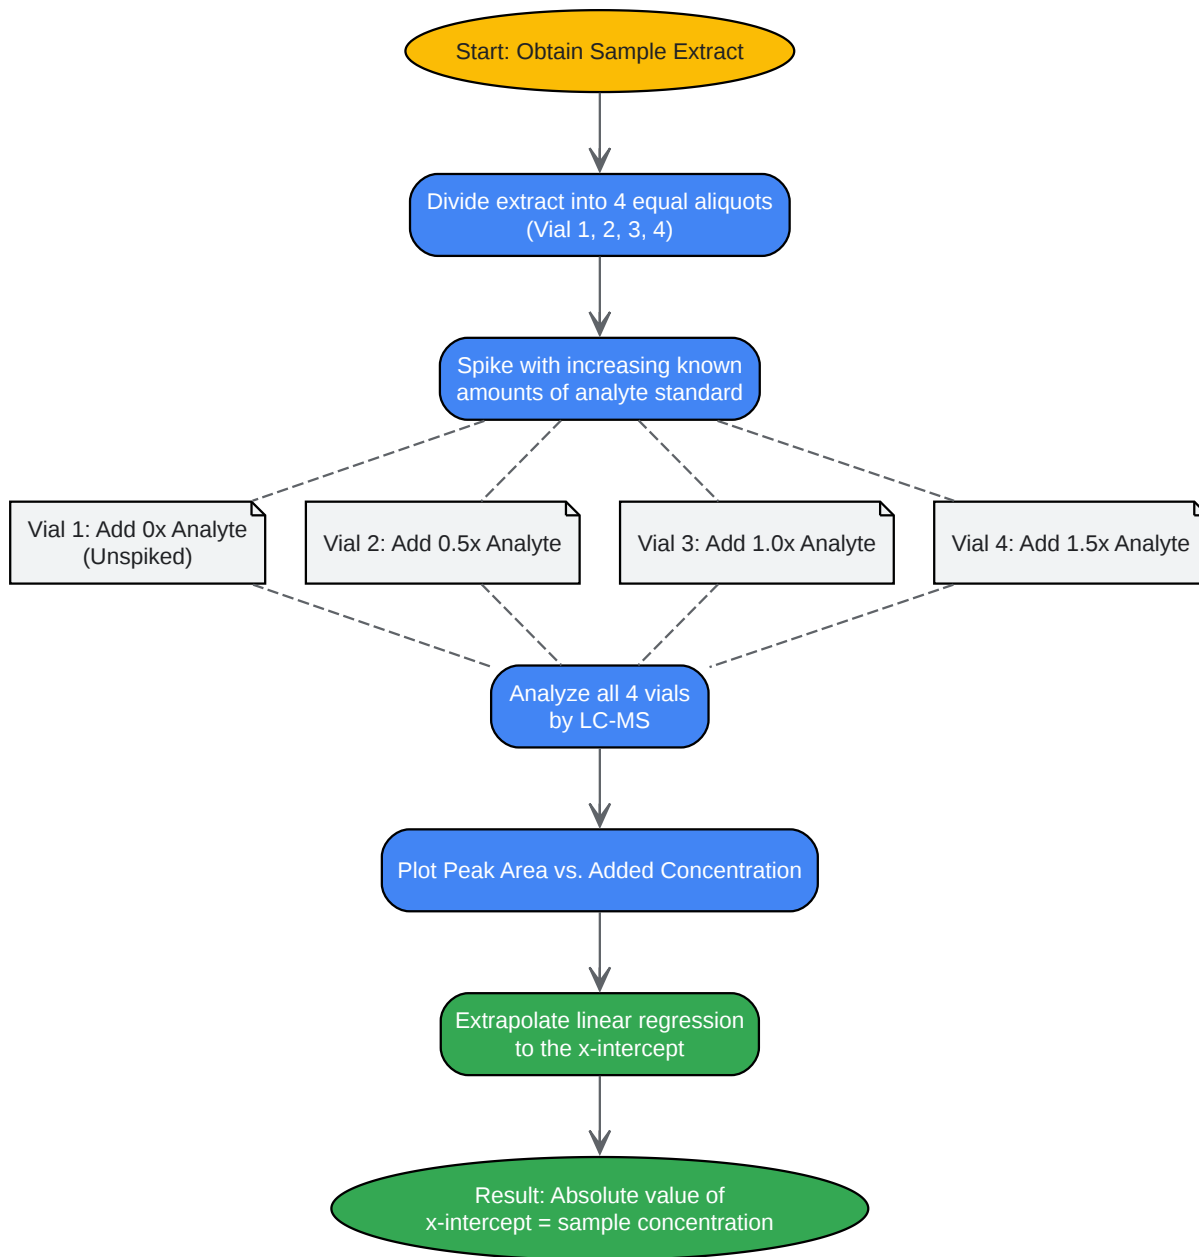 Start: Obtain Sample Extract
Divide extract into 4 equal aliquots
(Vial 1, 2, 3, 4)
Spike with increasing known
amounts of analyte standard
Vial 1: Add 0x Analyte
(Unspiked)
Vial 2: Add 0.5x Analyte
Vial 3: Add 1.0x Analyte
Vial 4: Add 1.5x Analyte
Analyze all 4 vials
by LC-MS
Plot Peak Area vs. Added Concentration
Extrapolate linear regression
to the x-intercept
Result: Absolute value of
x-intercept = sample concentration